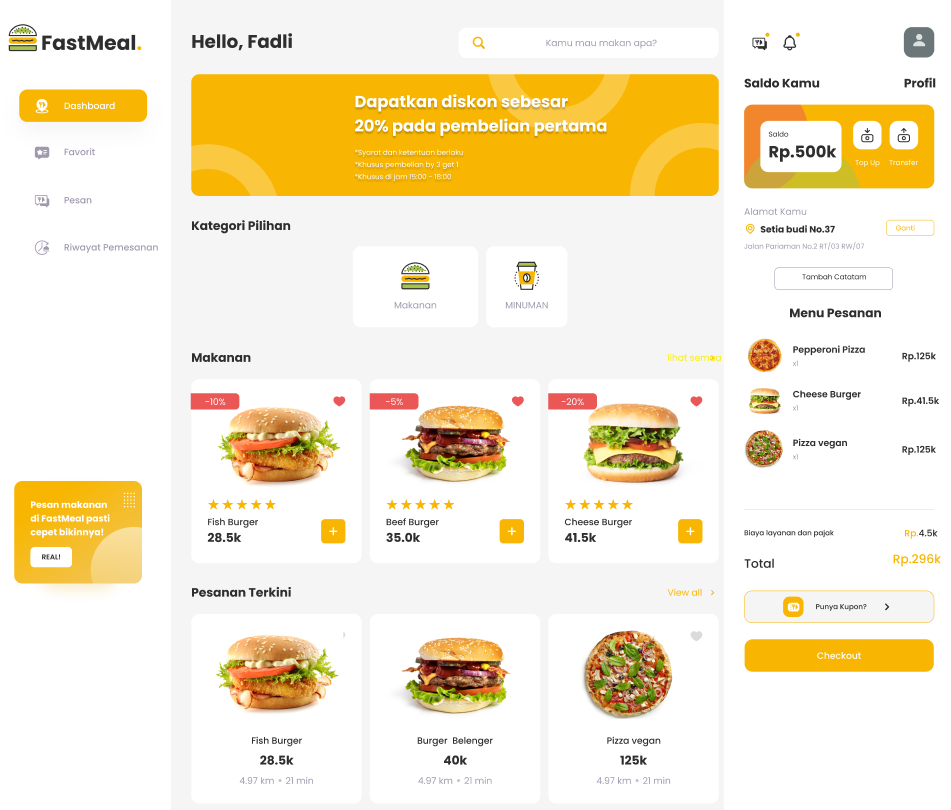 FastMeal.
Dashboard
Favorit
Pesan
Riwayat Pemesanan
Pesan makanan
di FastMeal pasti
cepet bikinnya!
REAL!
Hello, Fadli
Kamu mau makan apa?
Dapatkan diskon sebesar
20% pada pembelian pertama
*Syarat dan ketentuan berlaku
*Khusus pembelian by 3 get 1
*Khusus di jam 15:00 - 18:00
Kategori Pilihan
Makanan
MINUMAN
Makanan
lihat semua
-10%
Fish Burger
28.5k
-5%
Beef Burger
35.0k
-20%
Cheese Burger
41.5k
Pesanan Terkini
View all
Fish Burger
28.5k
4.97 km • 21 min
Burger Belenger
40k
4.97 km • 21 min
Pizza vegan
125k
4.97 km • 21 min
Saldo Kamu
Profil
Saldo
Rp.500k
Top Up
Transfer
Alamat Kamu
Setia budi No.37
Ganti
Jalan Pariaman No.2 RT/03 RW/07
Tambah Catatam
Menu Pesanan
Pepperoni Pizza
x1
Rp.125k
Cheese Burger
x1
Rp.41.5k
Pizza vegan
x1
Rp.125k
Biaya layanan dan pajak
Rp.4.5k
Total
Rp.296k
Punya Kupon?
Checkout